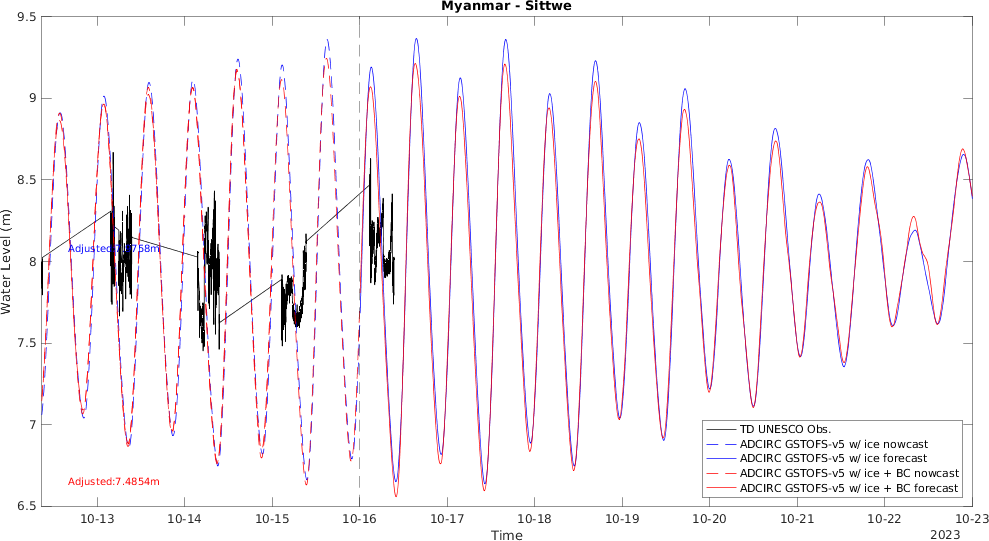 Myanmar - Sittwe
9.5
9
8.5
8
7.5
7
6.5
Water Level (m)
Adjusted:7.4854m
10-13
10-14
10-15
10-16
10-17
10-18
10-19
10-20
10-21
10-22
10-23
Time
2023
TD UNESCO Obs.
ADCIRC GSTOFS-v5 w/ ice nowcast
ADCIRC GSTOFS-v5 w/ ice forecast
ADCIRC GSTOFS-v5 w/ ice + BC nowcast
ADCIRC GSTOFS-v5 w/ ice + BC forecast